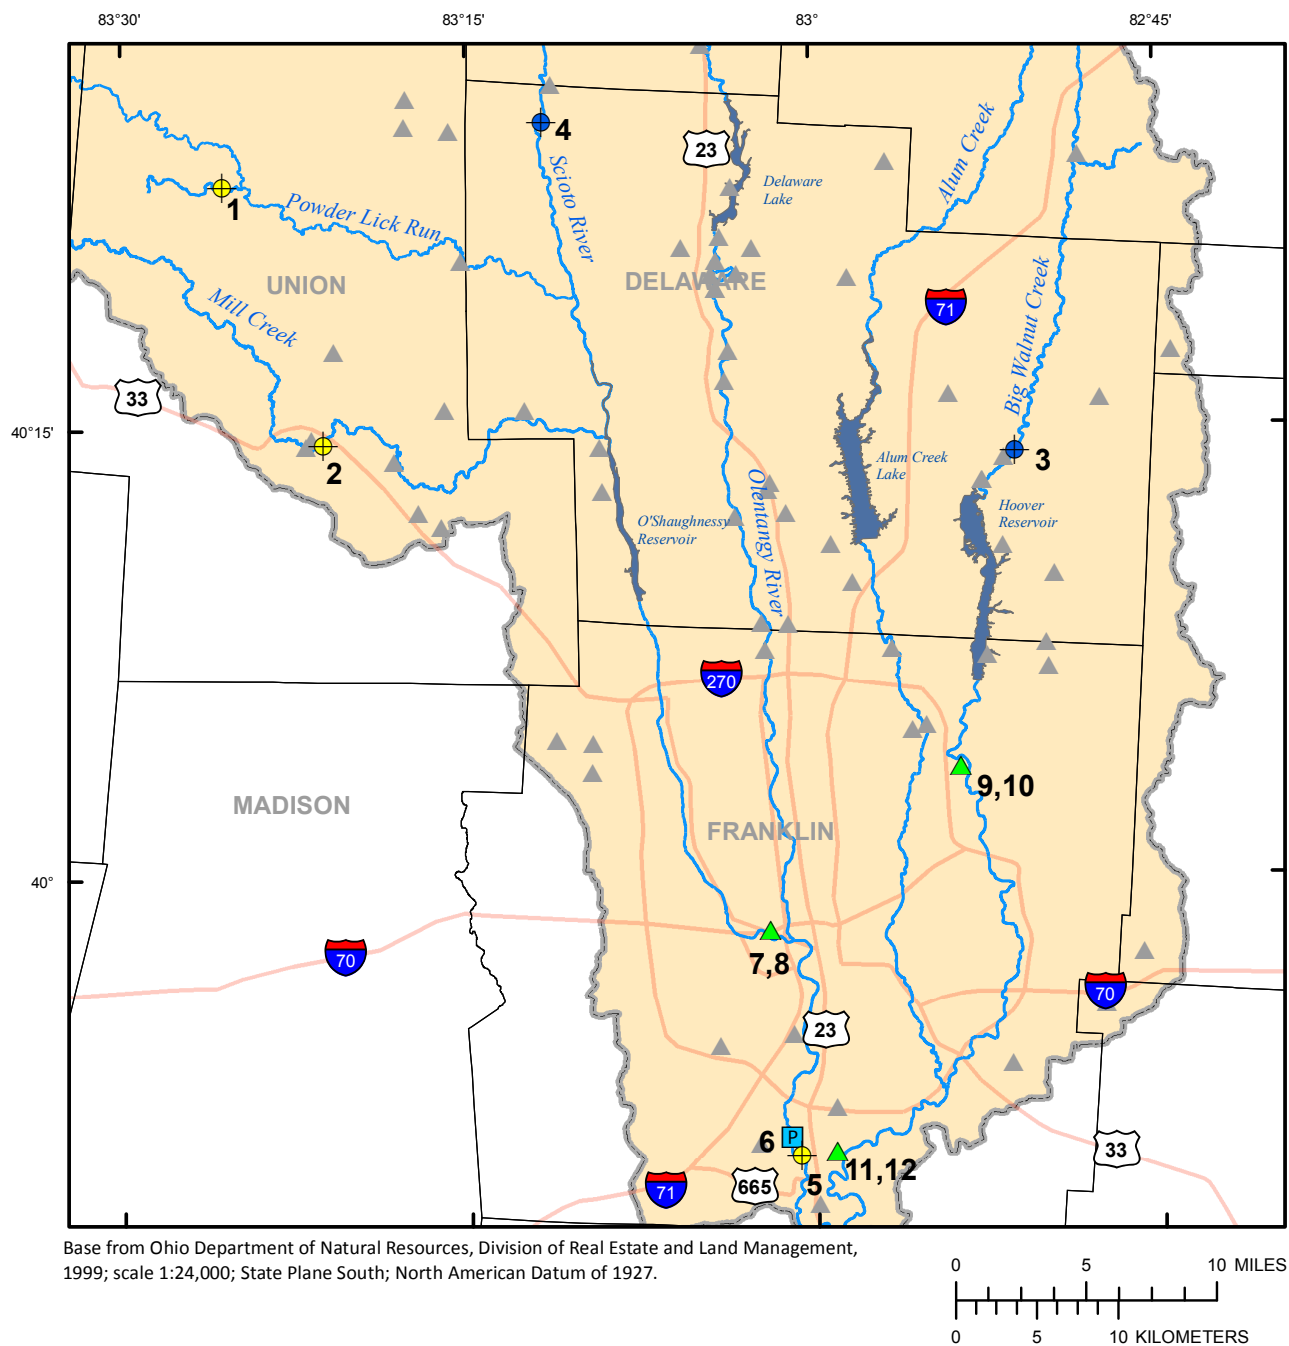 83°30'
83°15'
83°
82°45'
4
23
Delaware
Lake
Alum Creek
Scioto River
1
Powder Lick Run
UNION
DELAWARE
71
Mill Creek
Big Walnut Creek
33
40°15'
2
Alum Creek
Lake
3
Olentangy River
O'Shaughnessy
Reservoir
Hoover
Reservoir
270
9,10
MADISON
FRANKLIN
40°
70
7,8
70
23
6
P
5
11,12
33
71
665
Base from Ohio Department of Natural Resources, Division of Real Estate and Land Management,
1999; scale 1:24,000; State Plane South; North American Datum of 1927.
0 5 10 MILES
0 5 10 KILOMETERS